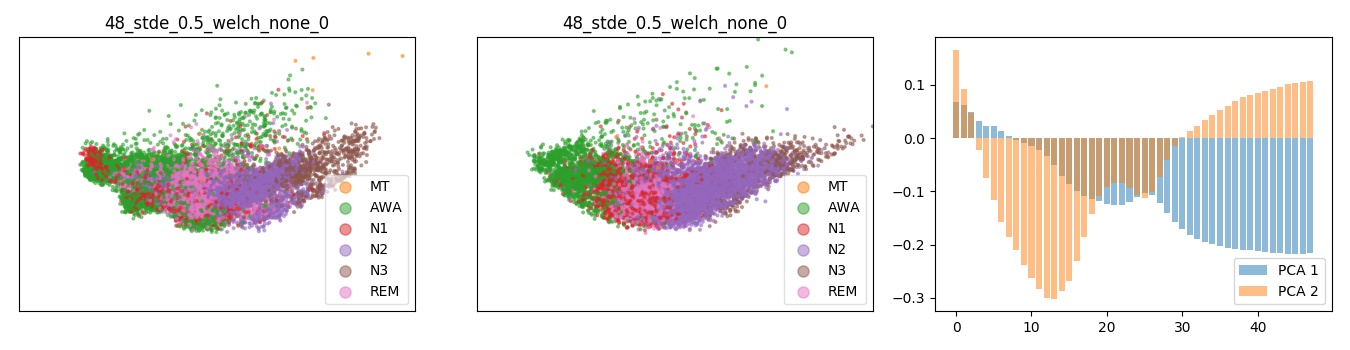 48_stde_0.5_welch_none_0
MT
AWA
N1
N2
N3
REM
48_stde_0.5_welch_none_0
MT
AWA
N1
N2
N3
REM
0.1
0.0
−0.1
−0.2
−0.3
0 10 20 30 40
PCA 1
PCA 2